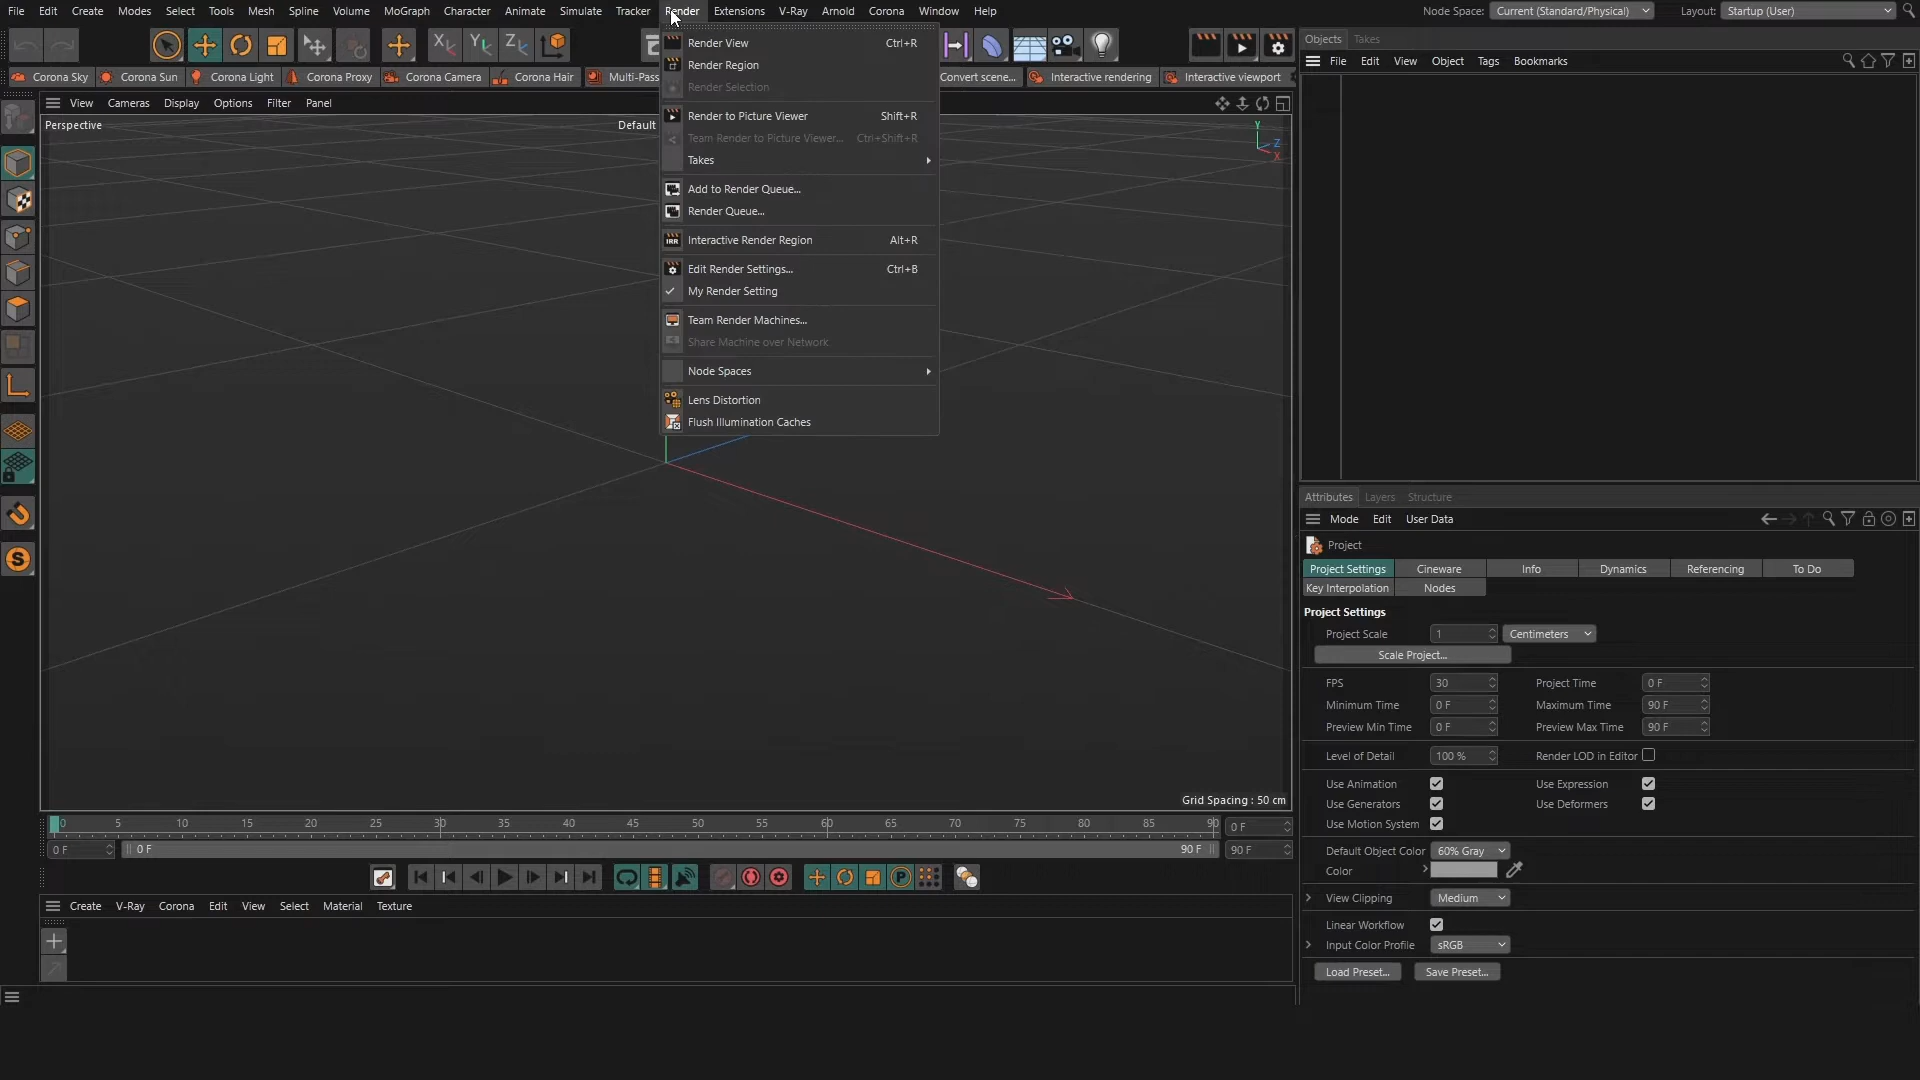 File Edit Create Modes Select Tools Mesh Spline Volume MoGraph Character Animate Simulate Tracker Render Extensions V-Ray Arnold Corona Window Help Node Space: Current (Standard/Physical) Layout: Startup (User)
Corona Sky Corona Sun Corona Light Corona Proxy Corona Camera Corona Hair Multi-Pass Convert scene... Interactive rendering Interactive viewport
View Cameras Display Options Filter Panel
Perspective Default
Render View Ctrl+R
Render Region
Render Selection
Render to Picture Viewer Shift+R
Team Render to Picture Viewer... Ctrl+Shift+R
Takes
Add to Render Queue...
Render Queue...
Interactive Render Region Alt+R
Edit Render Settings... Ctrl+B
My Render Setting
Team Render Machines...
Share Machine over Network
Node Spaces
Lens Distortion
Flush Illumination Caches
Y
Z
X
Grid Spacing : 50 cm
0 5 10 15 20 25 30 35 40 45 50 55 60 65 70 75 80 85 90 0 F
0 F 0 F 90 F 90 F
Create V-Ray Corona Edit View Select Material Texture
Objects Takes
File Edit View Object Tags Bookmarks
Attributes Layers Structure
Mode Edit User Data
Project
Project Settings Cineware Info Dynamics Referencing To Do
Key Interpolation Nodes
Project Settings
Project Scale 1 Centimeters
Scale Project...
FPS 30 Project Time 0 F
Minimum Time 0 F Maximum Time 90 F
Preview Min Time 0 F Preview Max Time 90 F
Level of Detail 100 % Render LOD in Editor
Use Animation Use Expression
Use Generators Use Deformers
Use Motion System
Default Object Color 60% Gray
Color
View Clipping Medium
Linear Workflow
Input Color Profile sRGB
Load Preset... Save Preset...